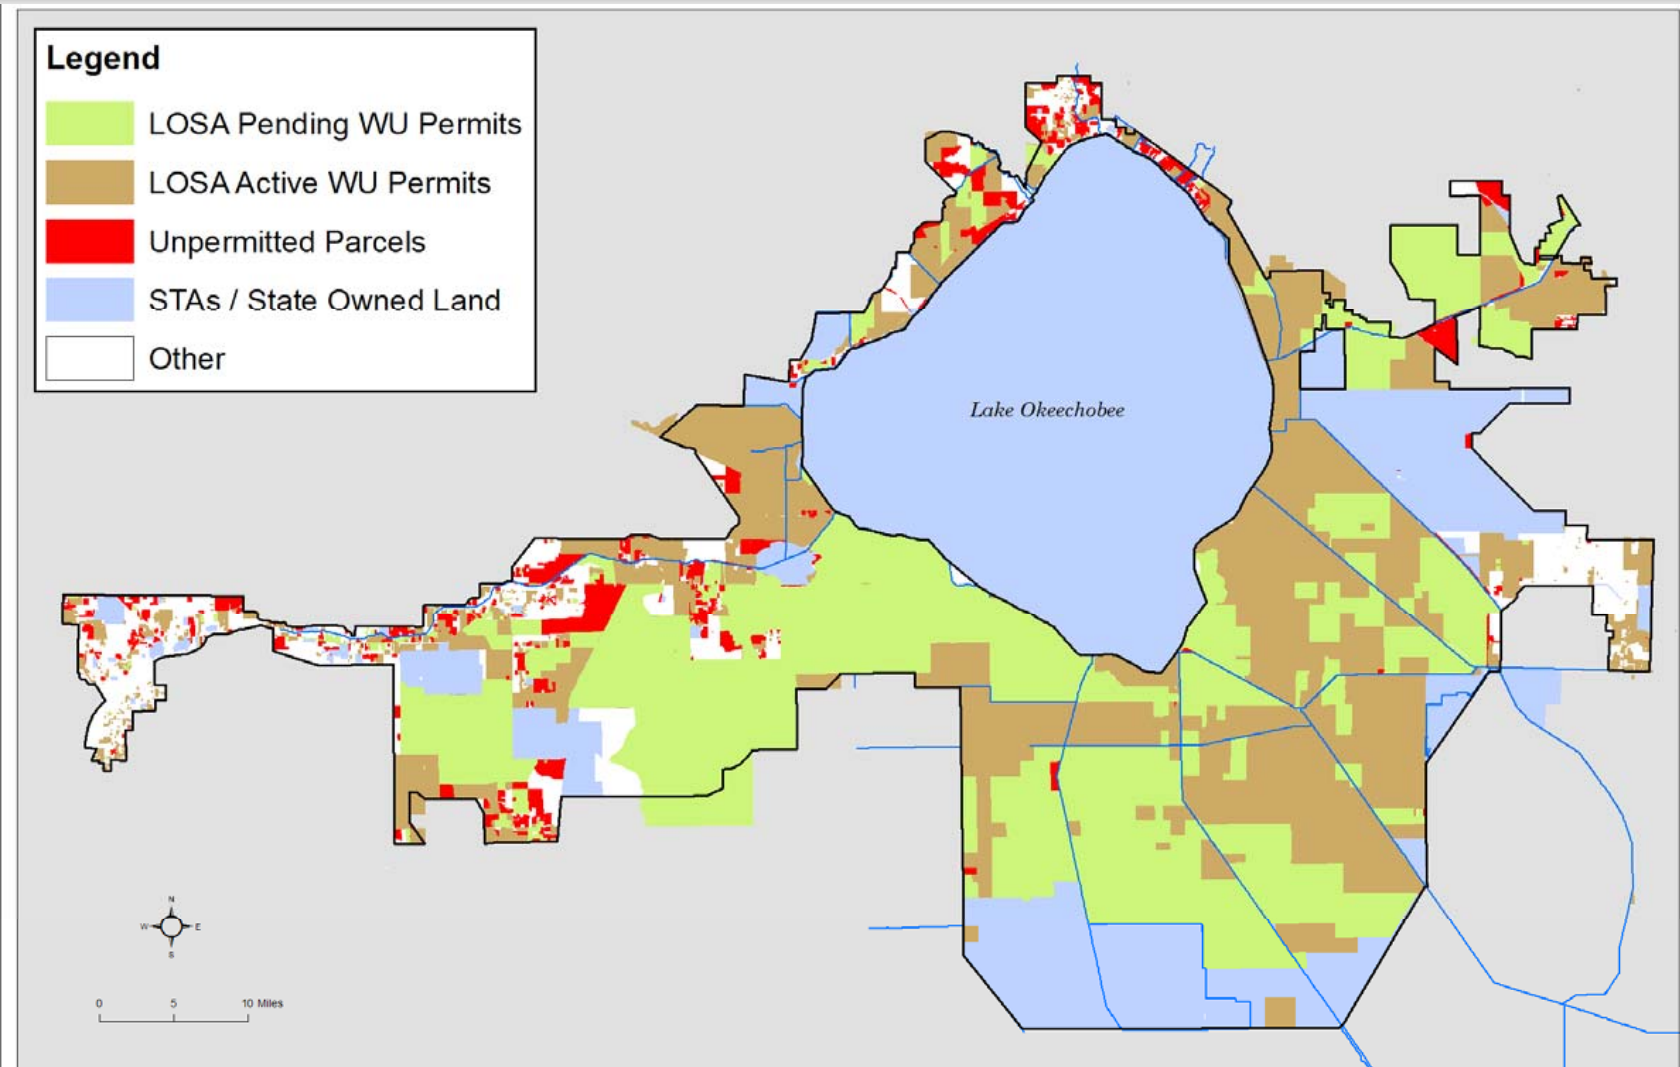 Legend
LOSA Pending WU Permits
LOSA Active WU Permits
Unpermitted Parcels
STAs / State Owned Land
Other
Lake Okeechobee
N
W E
S
0 5 10 Miles